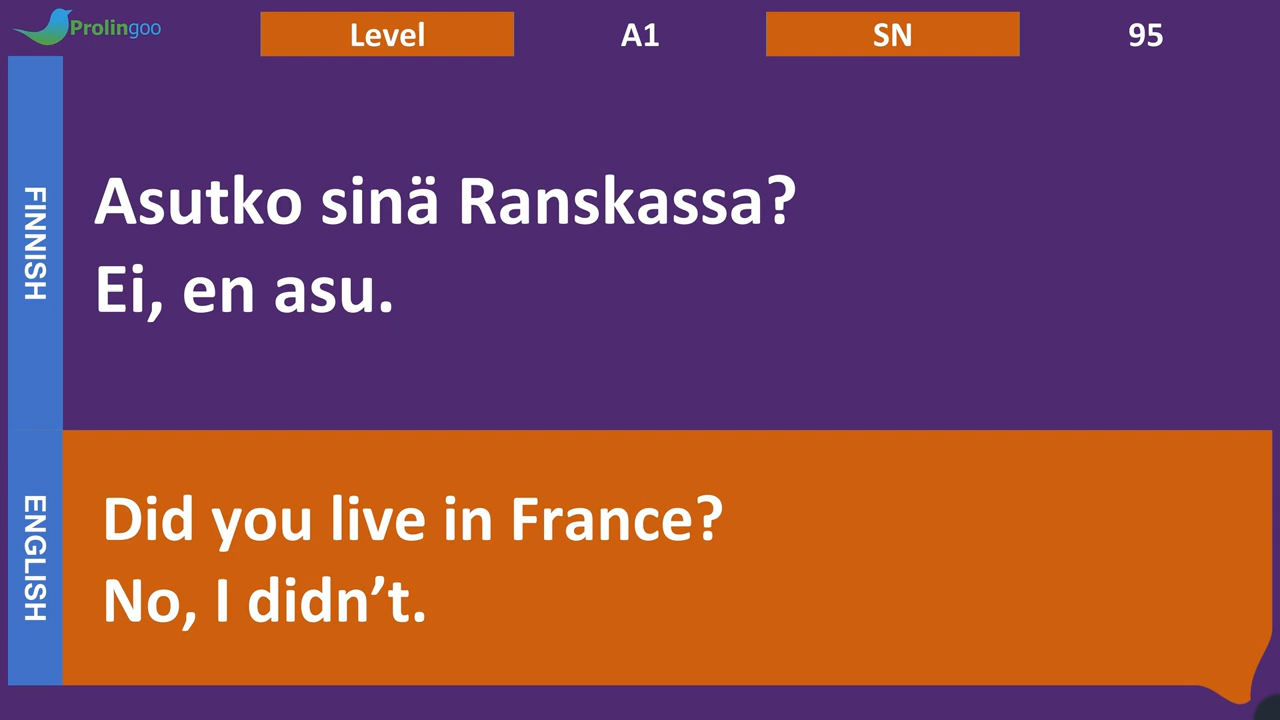 Prolingoo
Level A1 SN 95
FINNISH
Asutko sinä Ranskassa?
Ei, en asu.
ENGLISH
Did you live in France?
No, I didn’t.